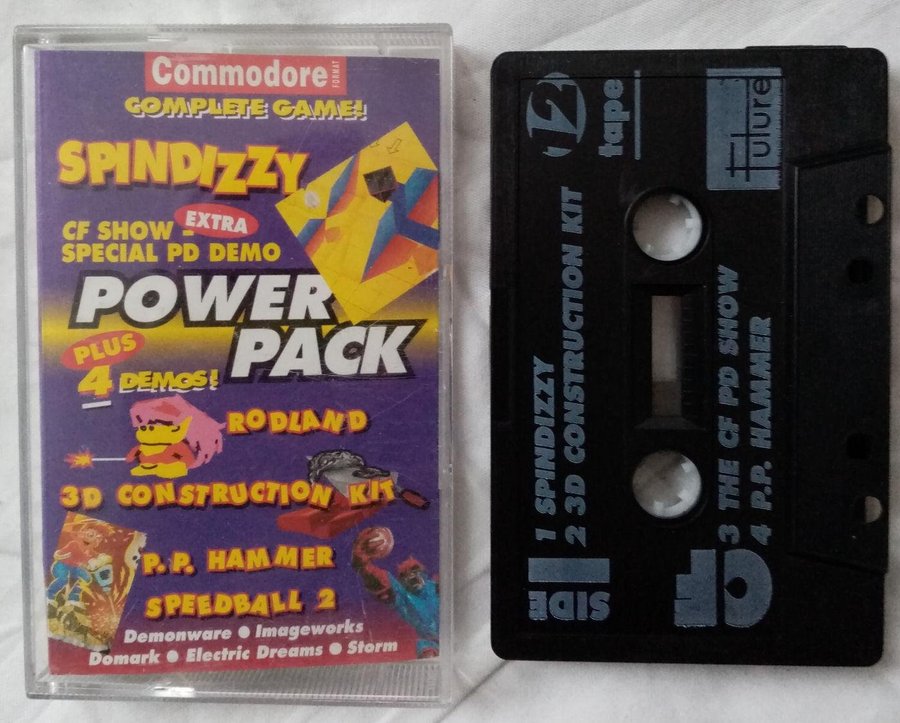 Commodore
FORMAT
COMPLETE GAME!
SPINDIZZY
CF SHOW - EXTRA
SPECIAL PD DEMO
POWER
PACK
PLUS
4 DEMOS!
RODLAND
3D CONSTRUCTION KIT
P.P. HAMMER
SPEEDBALL 2
Demonware ● Imageworks
Domark ● Electric Dreams ● Storm
12
tape
Future
SIDE 1
1 SPINDIZZY
2 3D CONSTRUCTION KIT
3 THE CF PD SHOW
4 P.P. HAMMER
CF